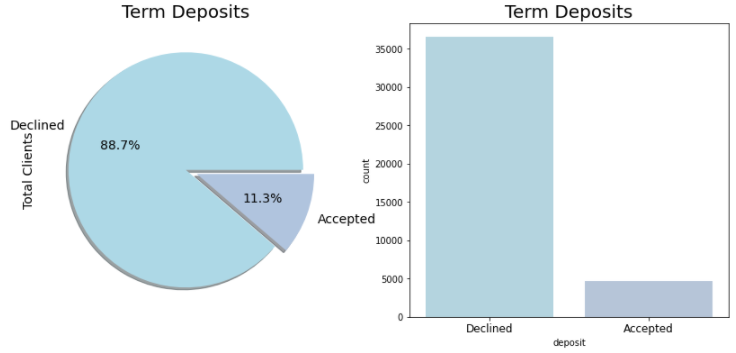 Term Deposits
Declined
88.7%
Total Clients
11.3%
Accepted
Term Deposits
35000
30000
25000
20000
15000
10000
5000
0
count
Declined
Accepted
deposit